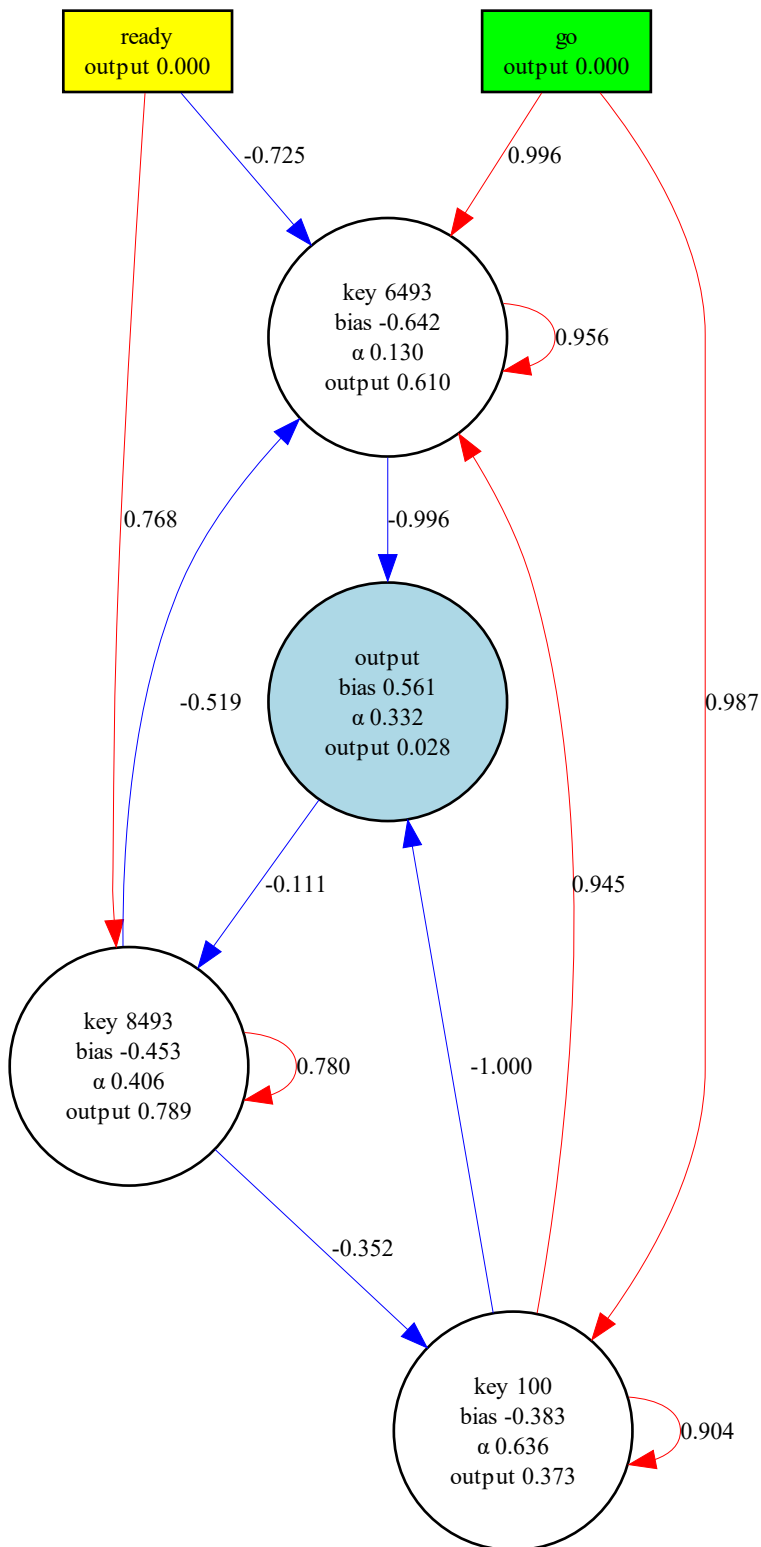 ready
output 0.000
go
output 0.000
-0.725
0.996
key 6493
bias -0.642
α 0.130
output 0.610
0.956
0.768
-0.996
-0.519
output
bias 0.561
α 0.332
output 0.028
0.987
-0.111
0.945
key 8493
bias -0.453
α 0.406
output 0.789
0.780
-1.000
-0.352
key 100
bias -0.383
α 0.636
output 0.373
0.904